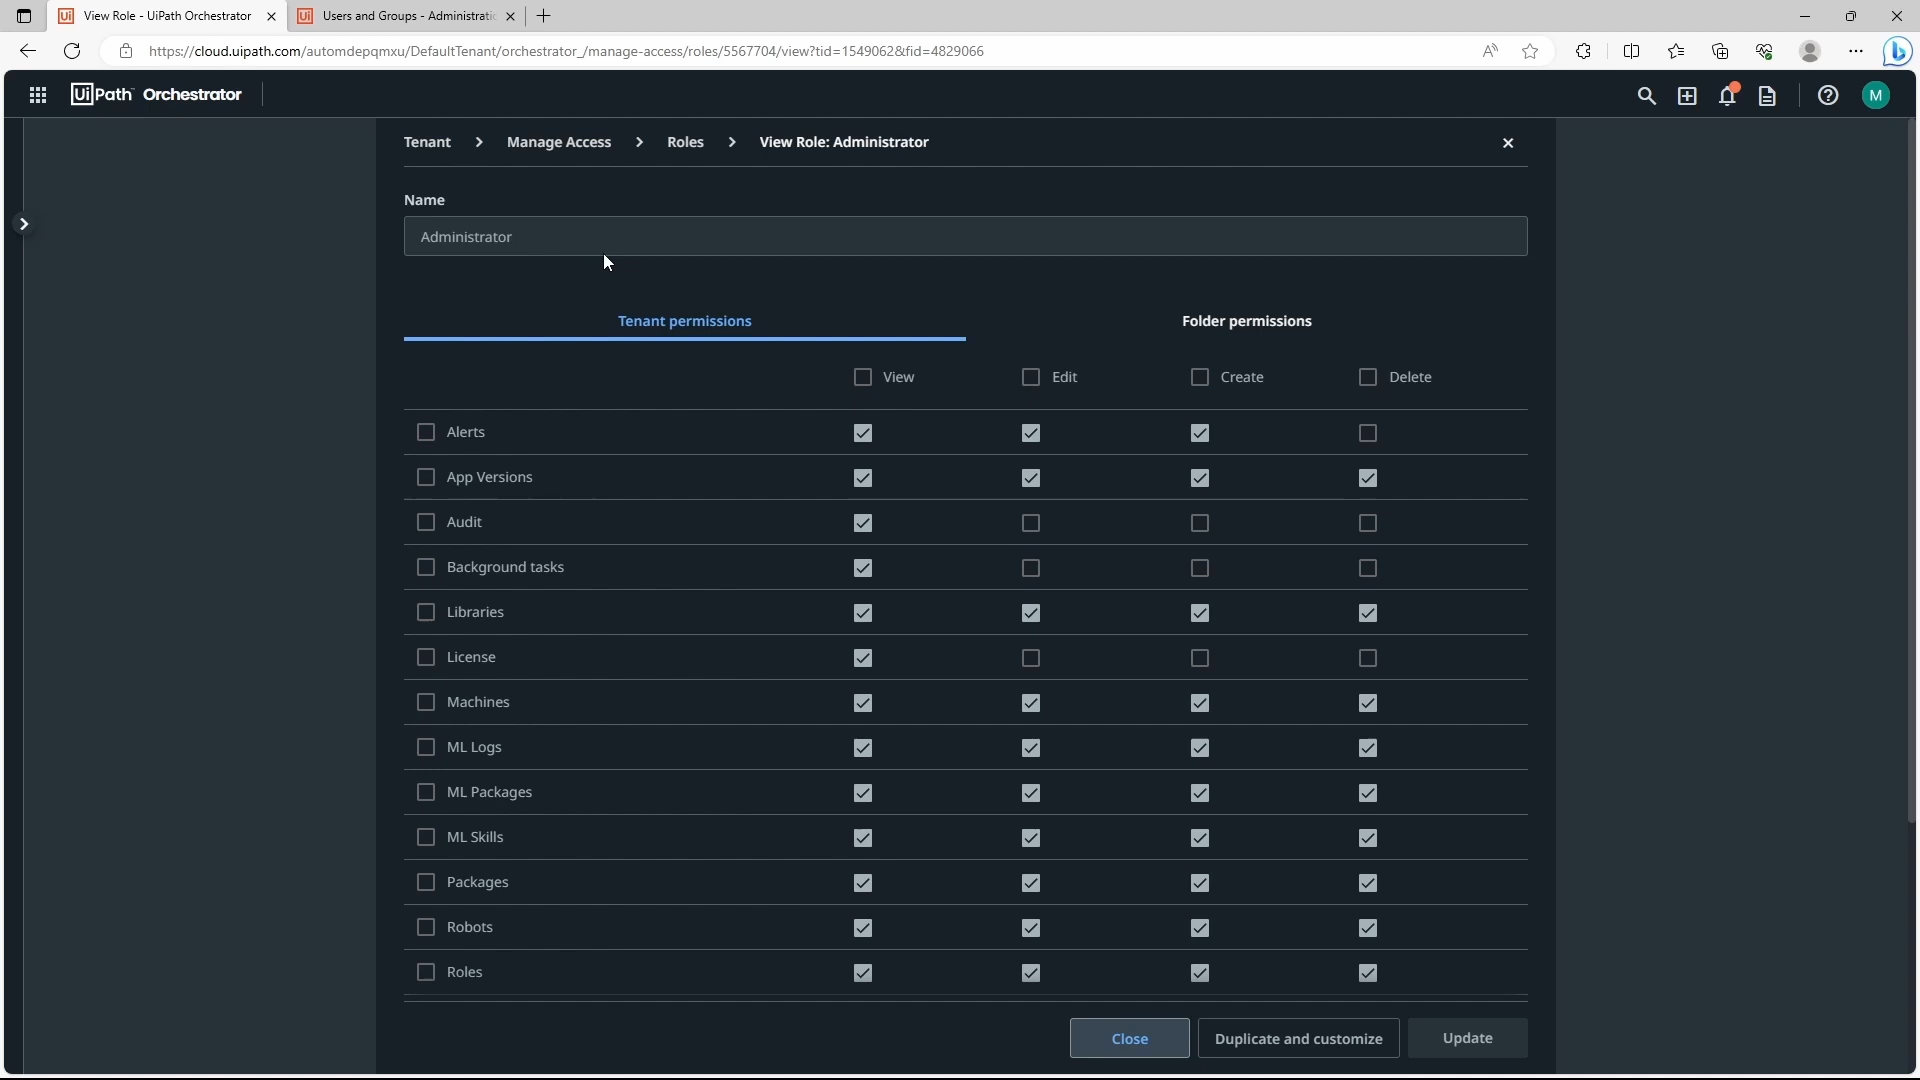 View Role - UiPath Orchestrator
Users and Groups - Administratic
https://cloud.uipath.com/automdepqmxu/DefaultTenant/orchestrator_/manage-access/roles/5567704/view?tid=1549062&fid=4829066
UiPath Orchestrator
M
Tenant > Manage Access > Roles > View Role: Administrator
Name
Administrator
Tenant permissions
Folder permissions
View Edit Create Delete
Alerts
App Versions
Audit
Background tasks
Libraries
License
Machines
ML Logs
ML Packages
ML Skills
Packages
Robots
Roles
Close Duplicate and customize Update